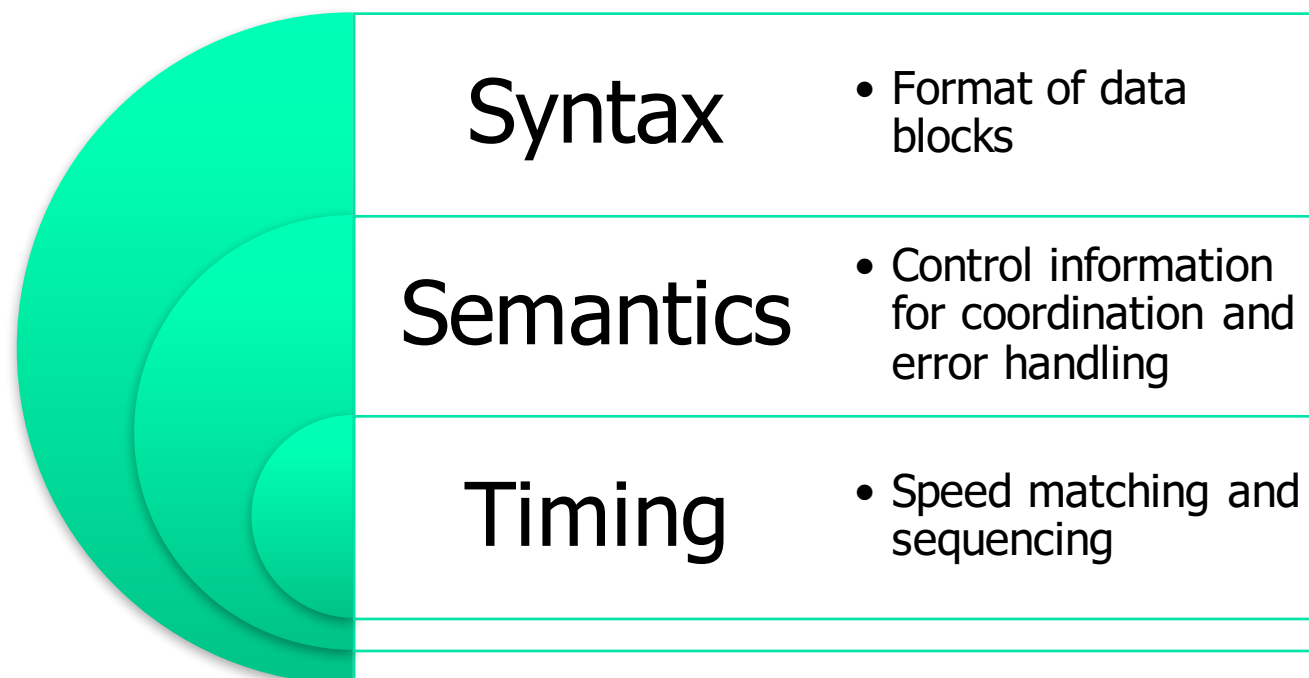 Syntax
• Format of data
blocks
Semantics
• Control information
for coordination and
error handling
Timing
• Speed matching and
sequencing